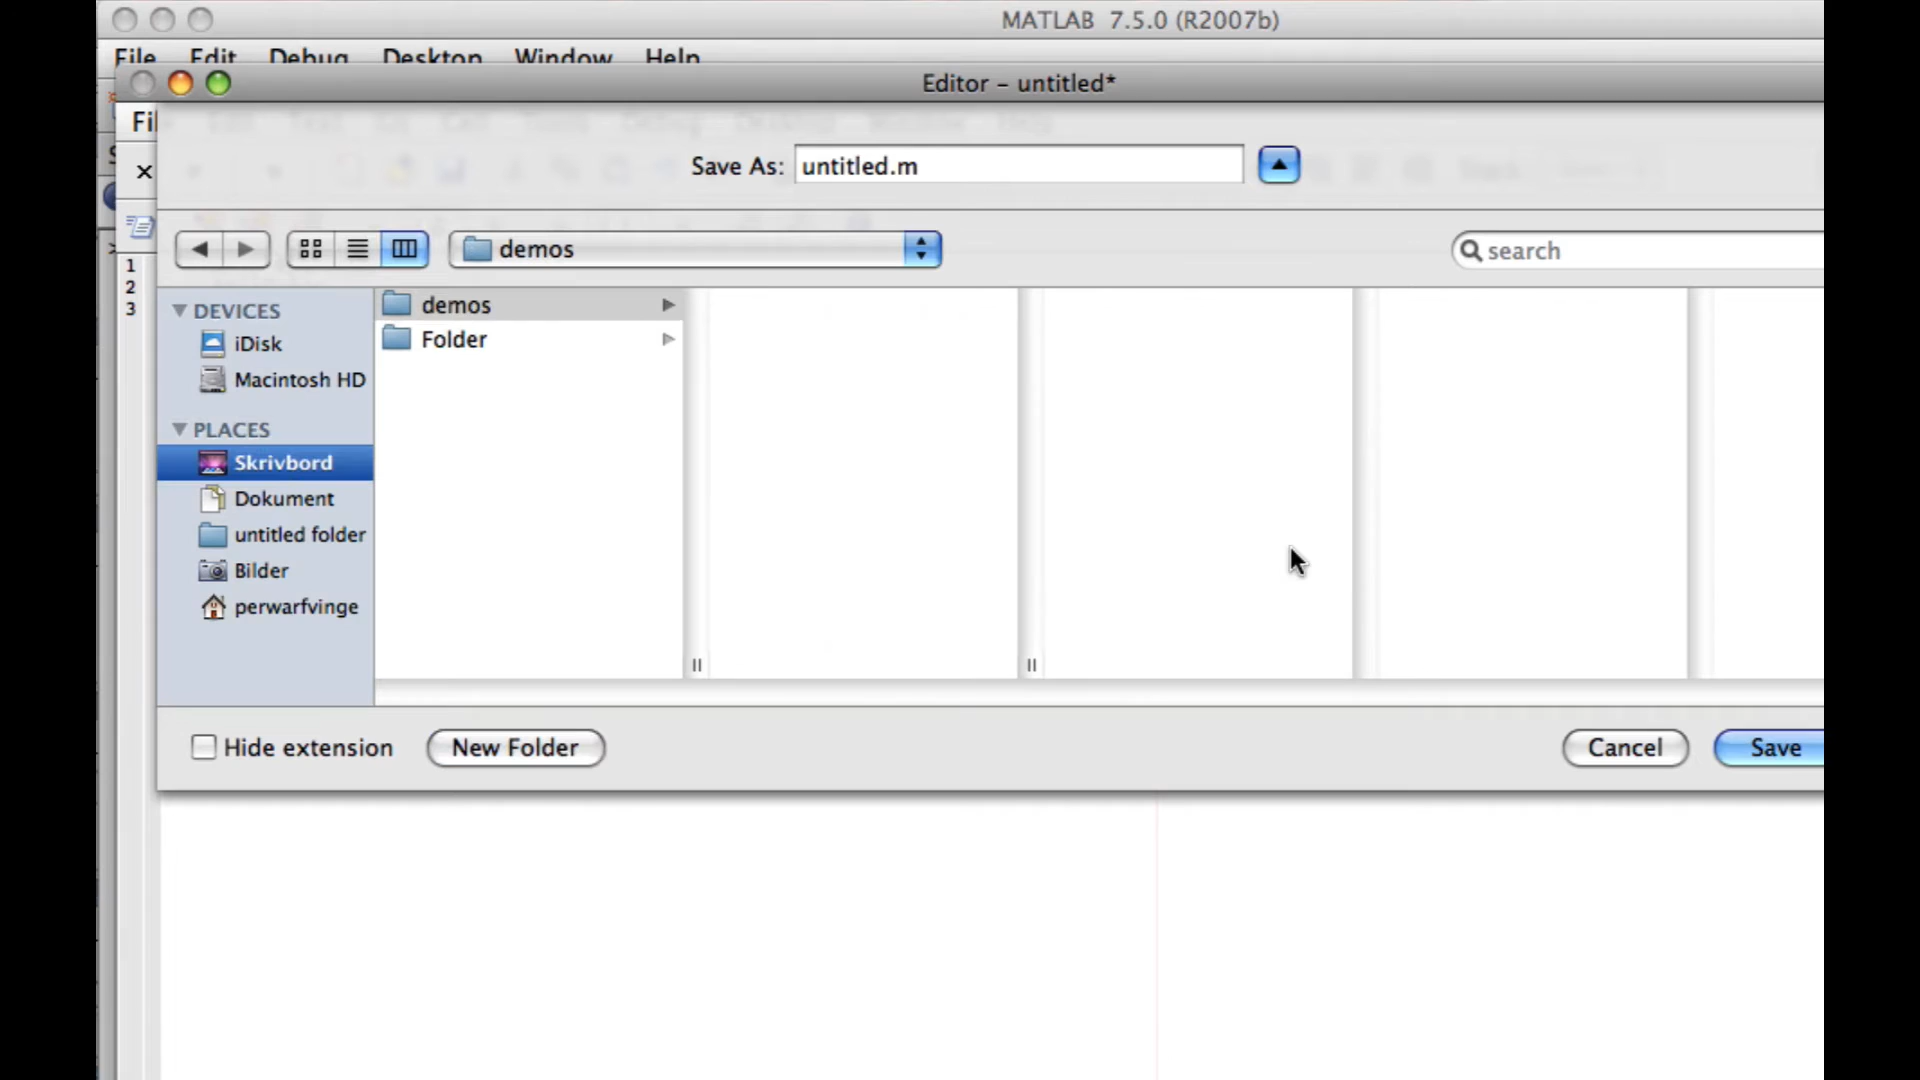 MATLAB 7.5.0 (R2007b)
File Edit Debug Desktop Window Help
Editor – untitled*
Fil
Save As: untitled.m
demos
search
1
2
3
DEVICES
iDisk
Macintosh HD
PLACES
Skrivbord
Dokument
untitled folder
Bilder
perwarfvinge
demos
Folder
Hide extension
New Folder
Cancel
Save